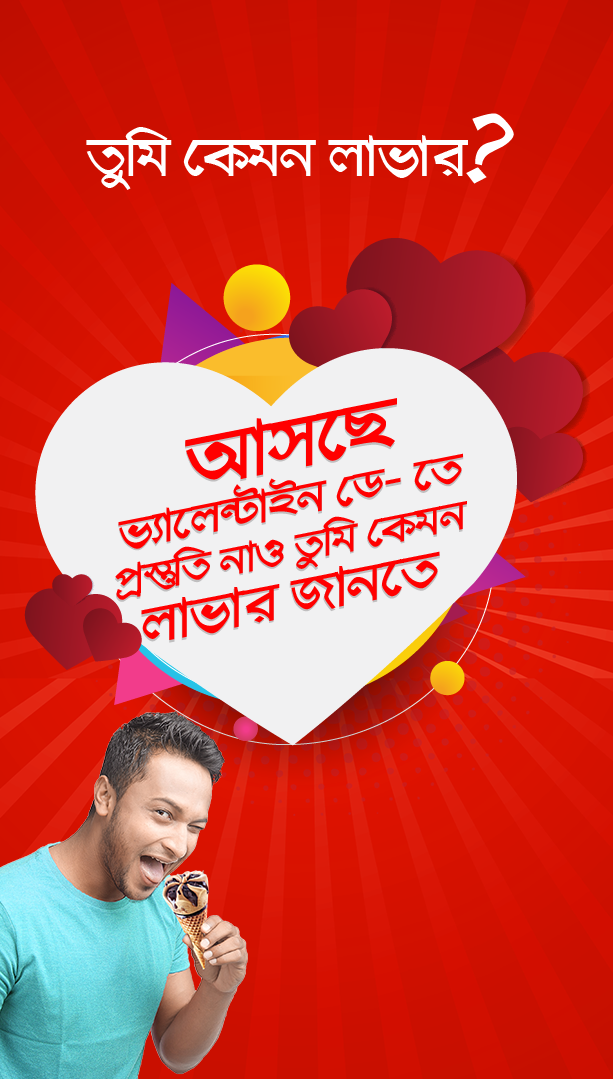 তুমি কেমন লাভার?
আসছে
ভ্যালেন্টাইন ডে- তে
প্রস্তুতি নাও তুমি কেমন
লাভার জানতে